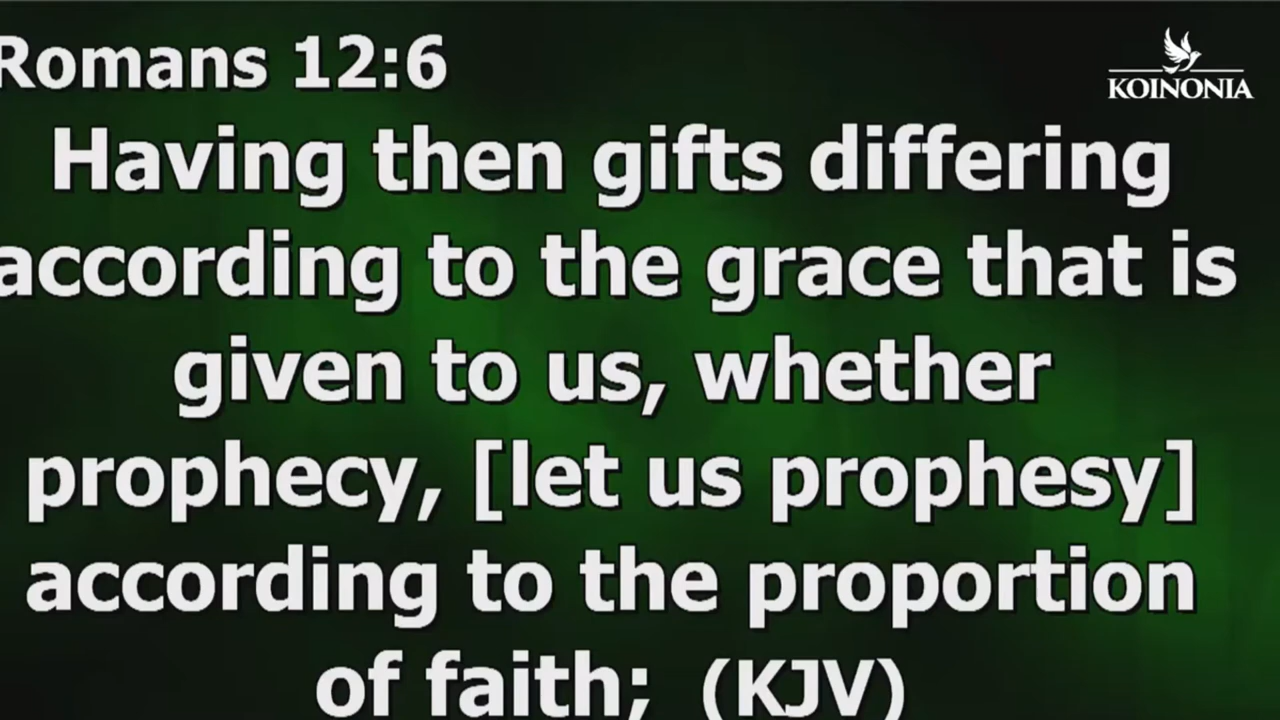 Romans 12:6
KOINONIA
Having then gifts differing
according to the grace that is
given to us, whether
prophecy, [let us prophesy]
according to the proportion
of faith; (KJV)